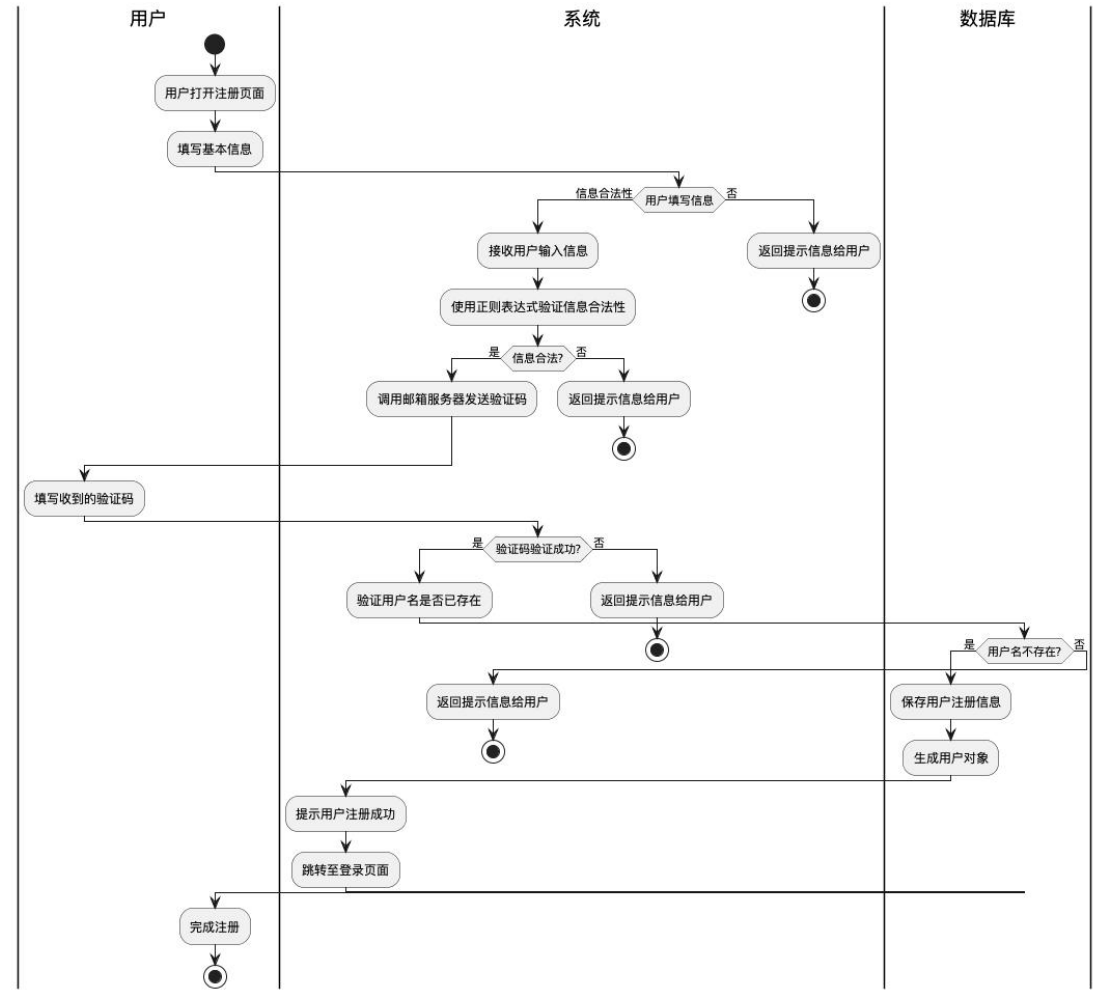 用户
系统
数据库
用户打开注册页面
填写基本信息
信息合法性
用户填写信息
否
接收用户输入信息
返回提示信息给用户
使用正则表达式验证信息合法性
是
信息合法?
否
调用邮箱服务器发送验证码
返回提示信息给用户
填写收到的验证码
是
验证码验证成功?
否
验证用户名是否已存在
返回提示信息给用户
是
用户名不存在?
否
返回提示信息给用户
保存用户注册信息
生成用户对象
提示用户注册成功
跳转至登录页面
完成注册